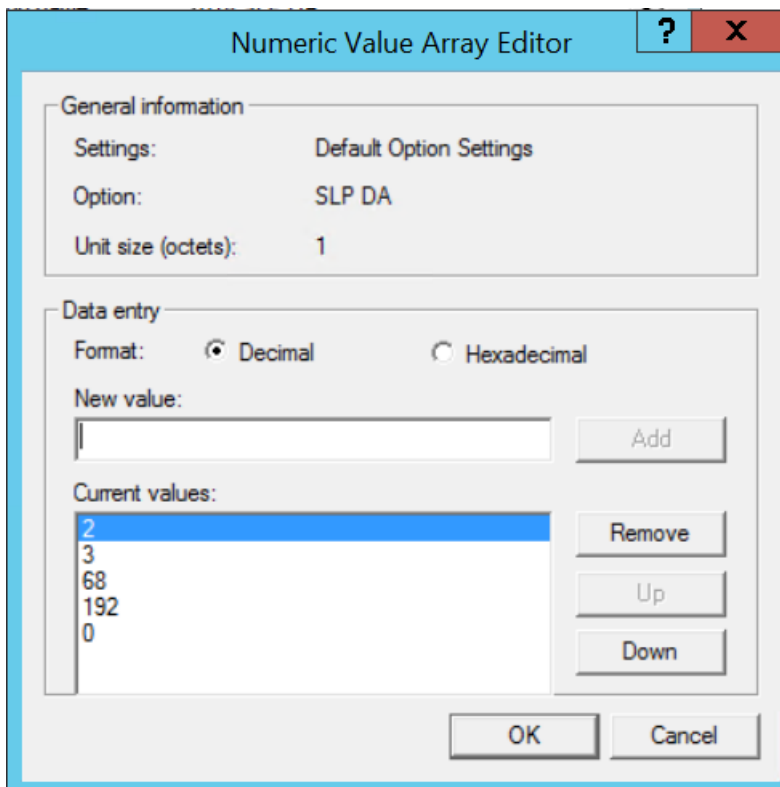 Numeric Value Array Editor
? X
General information
Settings: Default Option Settings
Option: SLP DA
Unit size (octets): 1
Data entry
Format: Decimal Hexadecimal
New value:
Add
Current values:
2
3
68
192
0
Remove
Up
Down
OK Cancel